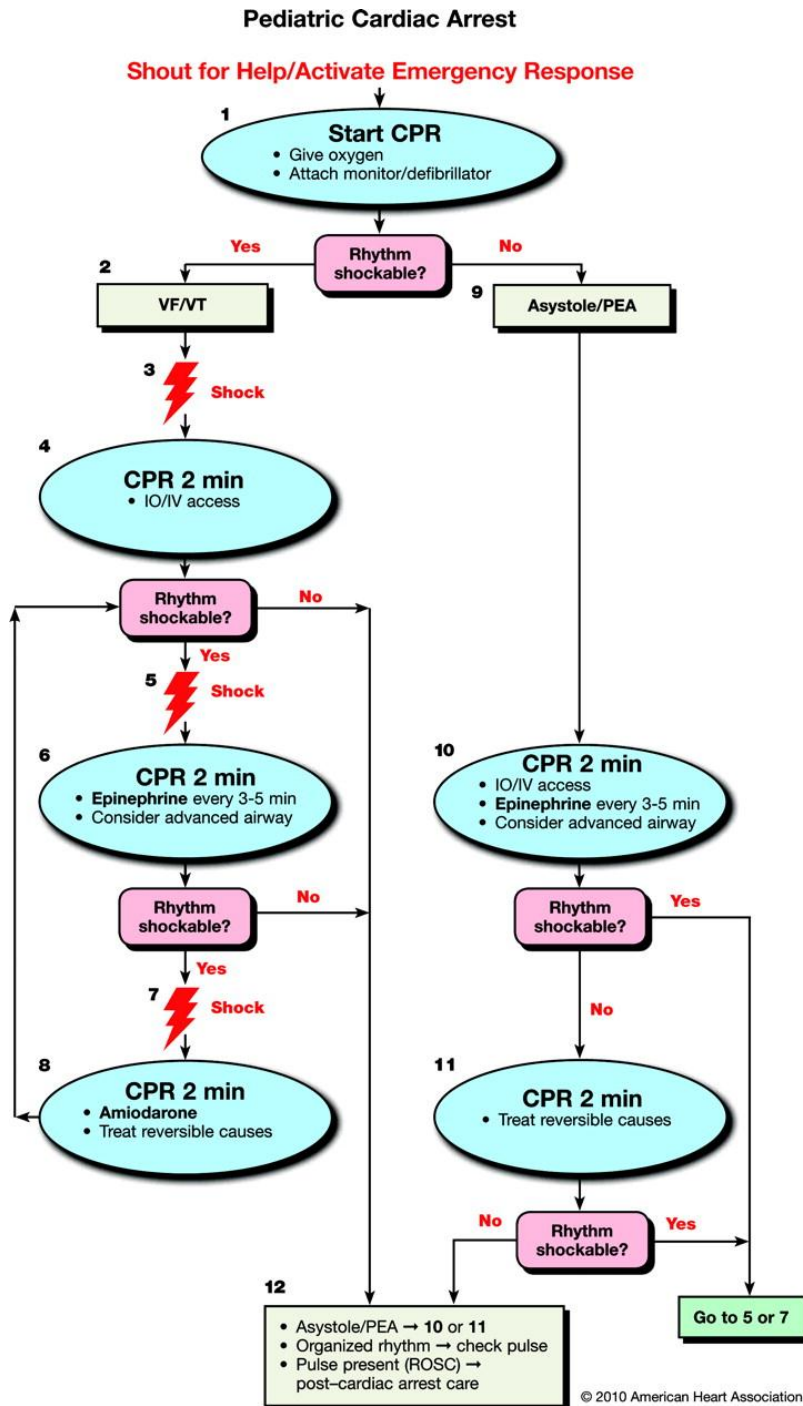 Pediatric Cardiac Arrest
Shout for Help/Activate Emergency Response
1
Start CPR
• Give oxygen
• Attach monitor/defibrillator
Rhythm
shockable?
Yes
No
2
VF/VT
9
Asystole/PEA
3
Shock
4
CPR 2 min
• IO/IV access
Rhythm
shockable?
No
Yes
5
Shock
6
CPR 2 min
• Epinephrine every 3-5 min
• Consider advanced airway
Rhythm
shockable?
No
Yes
7
Shock
8
CPR 2 min
• Amiodarone
• Treat reversible causes
10
CPR 2 min
• IO/IV access
• Epinephrine every 3-5 min
• Consider advanced airway
Rhythm
shockable?
Yes
No
11
CPR 2 min
• Treat reversible causes
Rhythm
shockable?
No
Yes
12
• Asystole/PEA → 10 or 11
• Organized rhythm → check pulse
• Pulse present (ROSC) →
post–cardiac arrest care
Go to 5 or 7
© 2010 American Heart Association